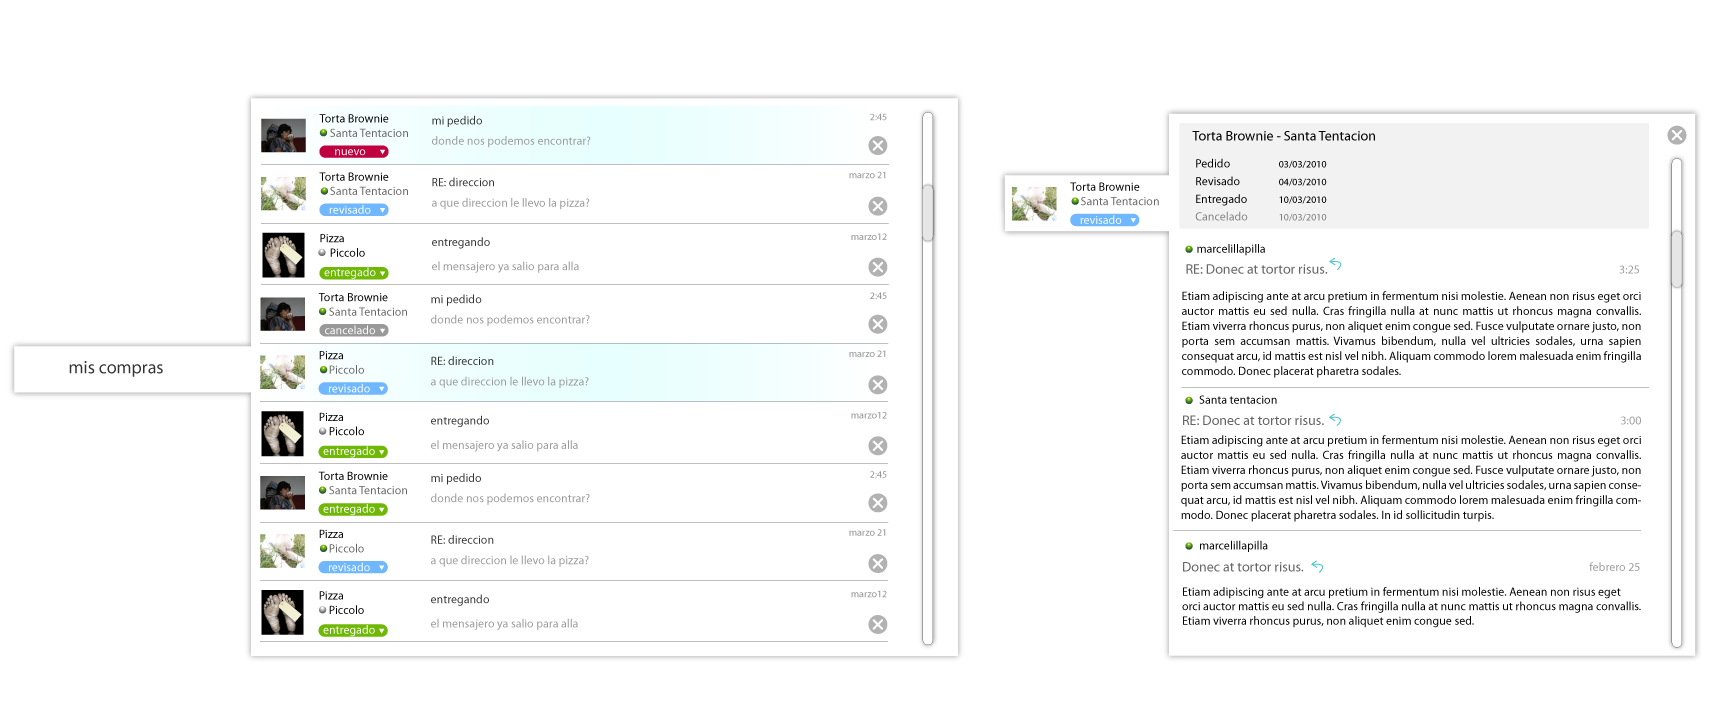 mis compras
Torta Brownie
Santa Tentacion
nuevo
mi pedido
donde nos podemos encontrar?
2:45
Torta Brownie
Santa Tentacion
revisado
RE: direccion
a que direccion le llevo la pizza?
marzo 21
Pizza
Piccolo
entregado
entregando
el mensajero ya salio para alla
marzo12
Torta Brownie
Santa Tentacion
cancelado
mi pedido
donde nos podemos encontrar?
2:45
Pizza
Piccolo
revisado
RE: direccion
a que direccion le llevo la pizza?
marzo 21
Pizza
Piccolo
entregado
entregando
el mensajero ya salio para alla
marzo12
Torta Brownie
Santa Tentacion
entregado
mi pedido
donde nos podemos encontrar?
2:45
Pizza
Piccolo
revisado
RE: direccion
a que direccion le llevo la pizza?
marzo 21
Pizza
Piccolo
entregado
entregando
el mensajero ya salio para alla
marzo12
Torta Brownie
Santa Tentacion
revisado
Torta Brownie - Santa Tentacion
Pedido 03/03/2010
Revisado 04/03/2010
Entregado 10/03/2010
Cancelado 10/03/2010
marcelillapilla
RE: Donec at tortor risus.
3:25
Etiam adipiscing ante at arcu pretium in fermentum nisi molestie. Aenean non risus eget orci
auctor mattis eu sed nulla. Cras fringilla nulla at nunc mattis ut rhoncus magna convallis.
Etiam viverra rhoncus purus, non aliquet enim congue sed. Fusce vulputate ornare justo, non
porta sem accumsan mattis. Vivamus bibendum, nulla vel ultricies sodales, urna sapien
consequat arcu, id mattis est nisl vel nibh. Aliquam commodo lorem malesuada enim fringilla
commodo. Donec placerat pharetra sodales.
Santa tentacion
RE: Donec at tortor risus.
3:00
Etiam adipiscing ante at arcu pretium in fermentum nisi molestie. Aenean non risus eget orci
auctor mattis eu sed nulla. Cras fringilla nulla at nunc mattis ut rhoncus magna convallis.
Etiam viverra rhoncus purus, non aliquet enim congue sed. Fusce vulputate ornare justo, non
porta sem accumsan mattis. Vivamus bibendum, nulla vel ultricies sodales, urna sapien conse-
quat arcu, id mattis est nisl vel nibh. Aliquam commodo lorem malesuada enim fringilla com-
modo. Donec placerat pharetra sodales. In id sollicitudin turpis.
marcelillapilla
Donec at tortor risus.
febrero 25
Etiam adipiscing ante at arcu pretium in fermentum nisi molestie. Aenean non risus eget
orci auctor mattis eu sed nulla. Cras fringilla nulla at nunc mattis ut rhoncus magna convallis.
Etiam viverra rhoncus purus, non aliquet enim congue sed.